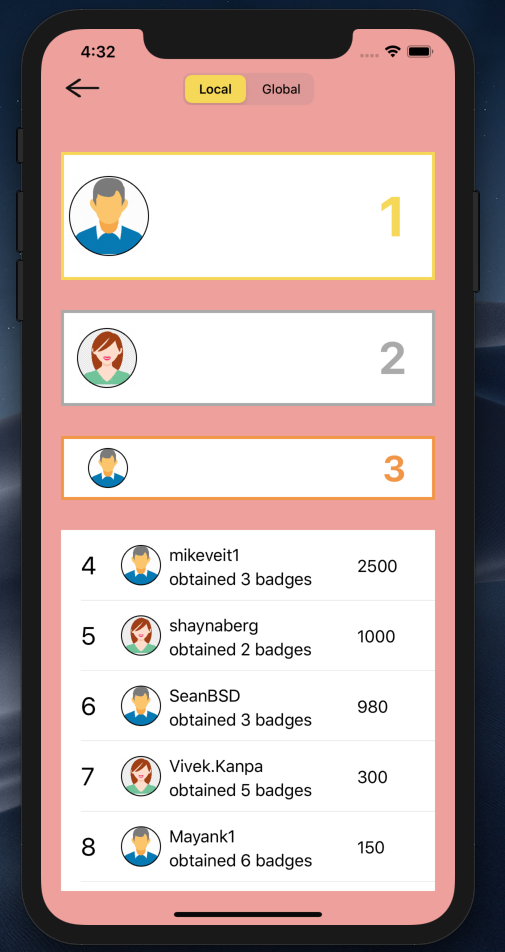 4:32
Local Global
1
2
3
4 mikeveit1 2500
obtained 3 badges
5 shaynaberg 1000
obtained 2 badges
6 SeanBSD 980
obtained 3 badges
7 Vivek.Kanpa 300
obtained 5 badges
8 Mayank1 150
obtained 6 badges